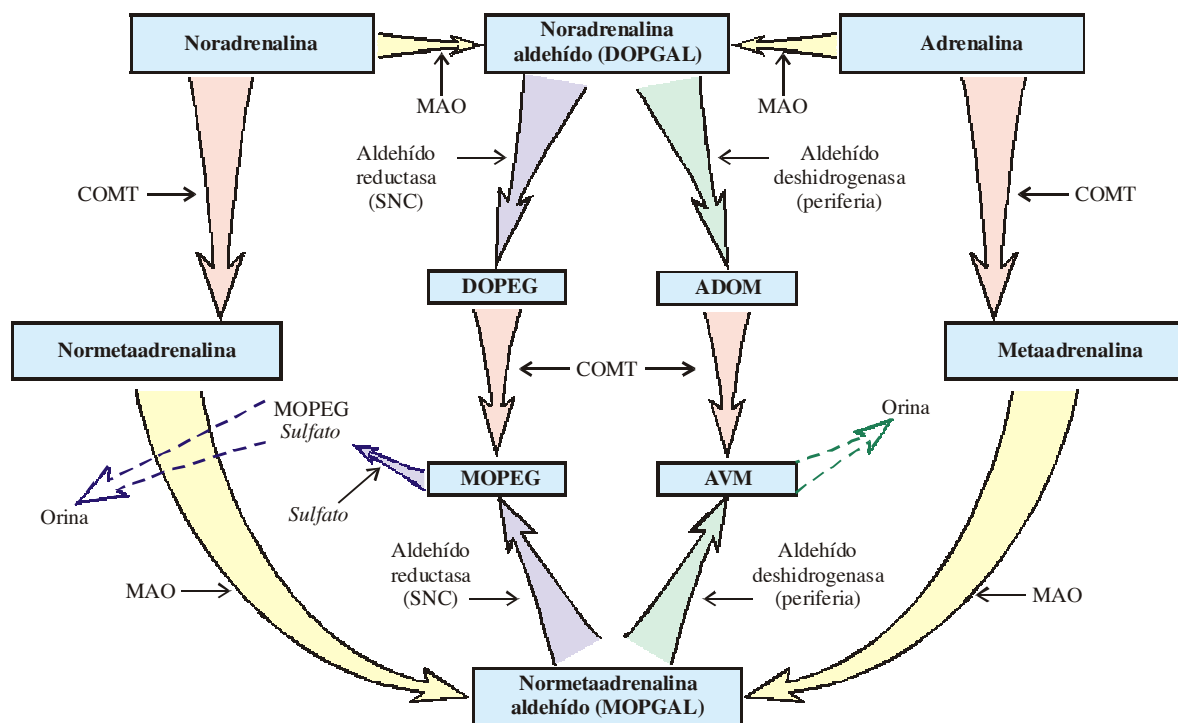 Noradrenalina
Noradrenalina
aldehído (DOPGAL)
Adrenalina
MAO
MAO
Aldehído
reductasa
(SNC)
Aldehído
deshidrogenasa
(periferia)
COMT
COMT
DOPEG
ADOM
Normetaadrenalina
COMT
Metaadrenalina
MOPEG
Sulfato
Orina
MOPEG
AVM
Orina
Sulfato
Aldehído
reductasa
(SNC)
Aldehído
deshidrogenasa
(periferia)
MAO
MAO
Normetaadrenalina
aldehído (MOPGAL)